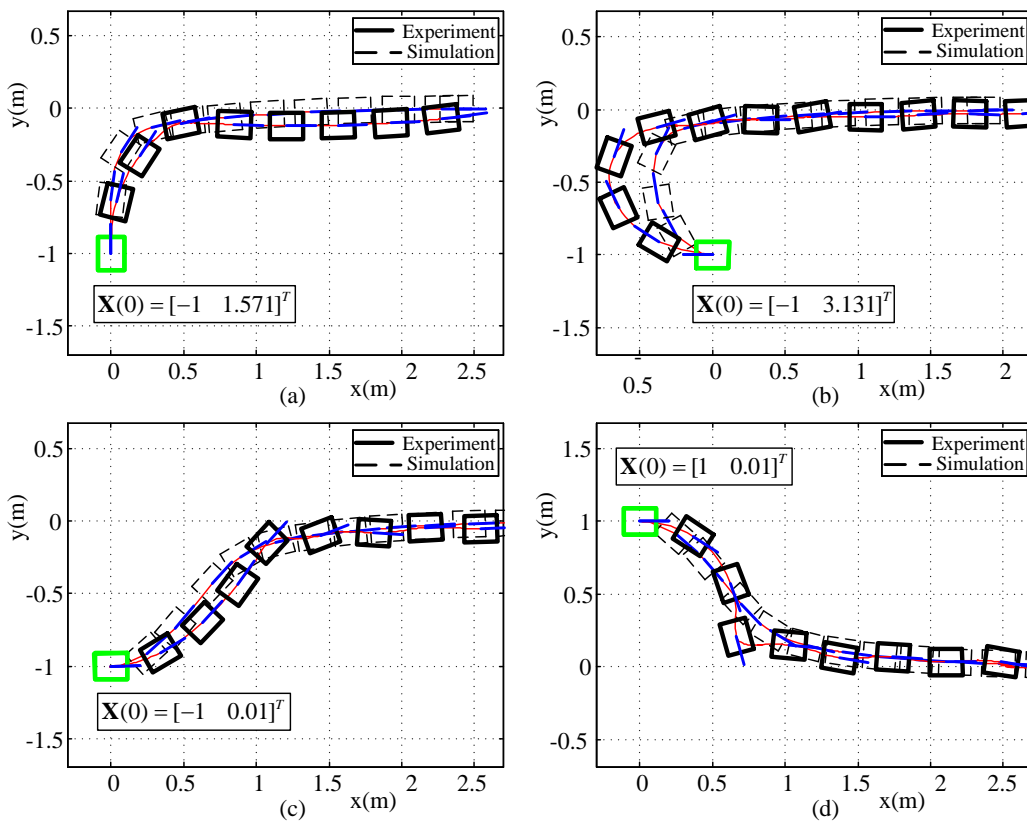 0.5
0
-0.5
-1
-1.5
y(m)
Experiment
Simulation
X(0) = [−1 1.571]ᵀ
0 0.5 1 1.5 2 2.5
(a) x(m)
0.5
0
-0.5
-1
-1.5
y(m)
Experiment
Simulation
X(0) = [−1 3.131]ᵀ
-
0.5 0 0.5 1 1.5 2
x(m) (b)
0.5
0
-0.5
-1
-1.5
y(m)
Experiment
Simulation
X(0) = [−1 0.01]ᵀ
0 0.5 1 1.5 2 2.5
(c) x(m)
1.5
1
0.5
0
-0.5
y(m)
Experiment
Simulation
X(0) = [1 0.01]ᵀ
0 0.5 1 1.5 2 2.5
x(m) (d)